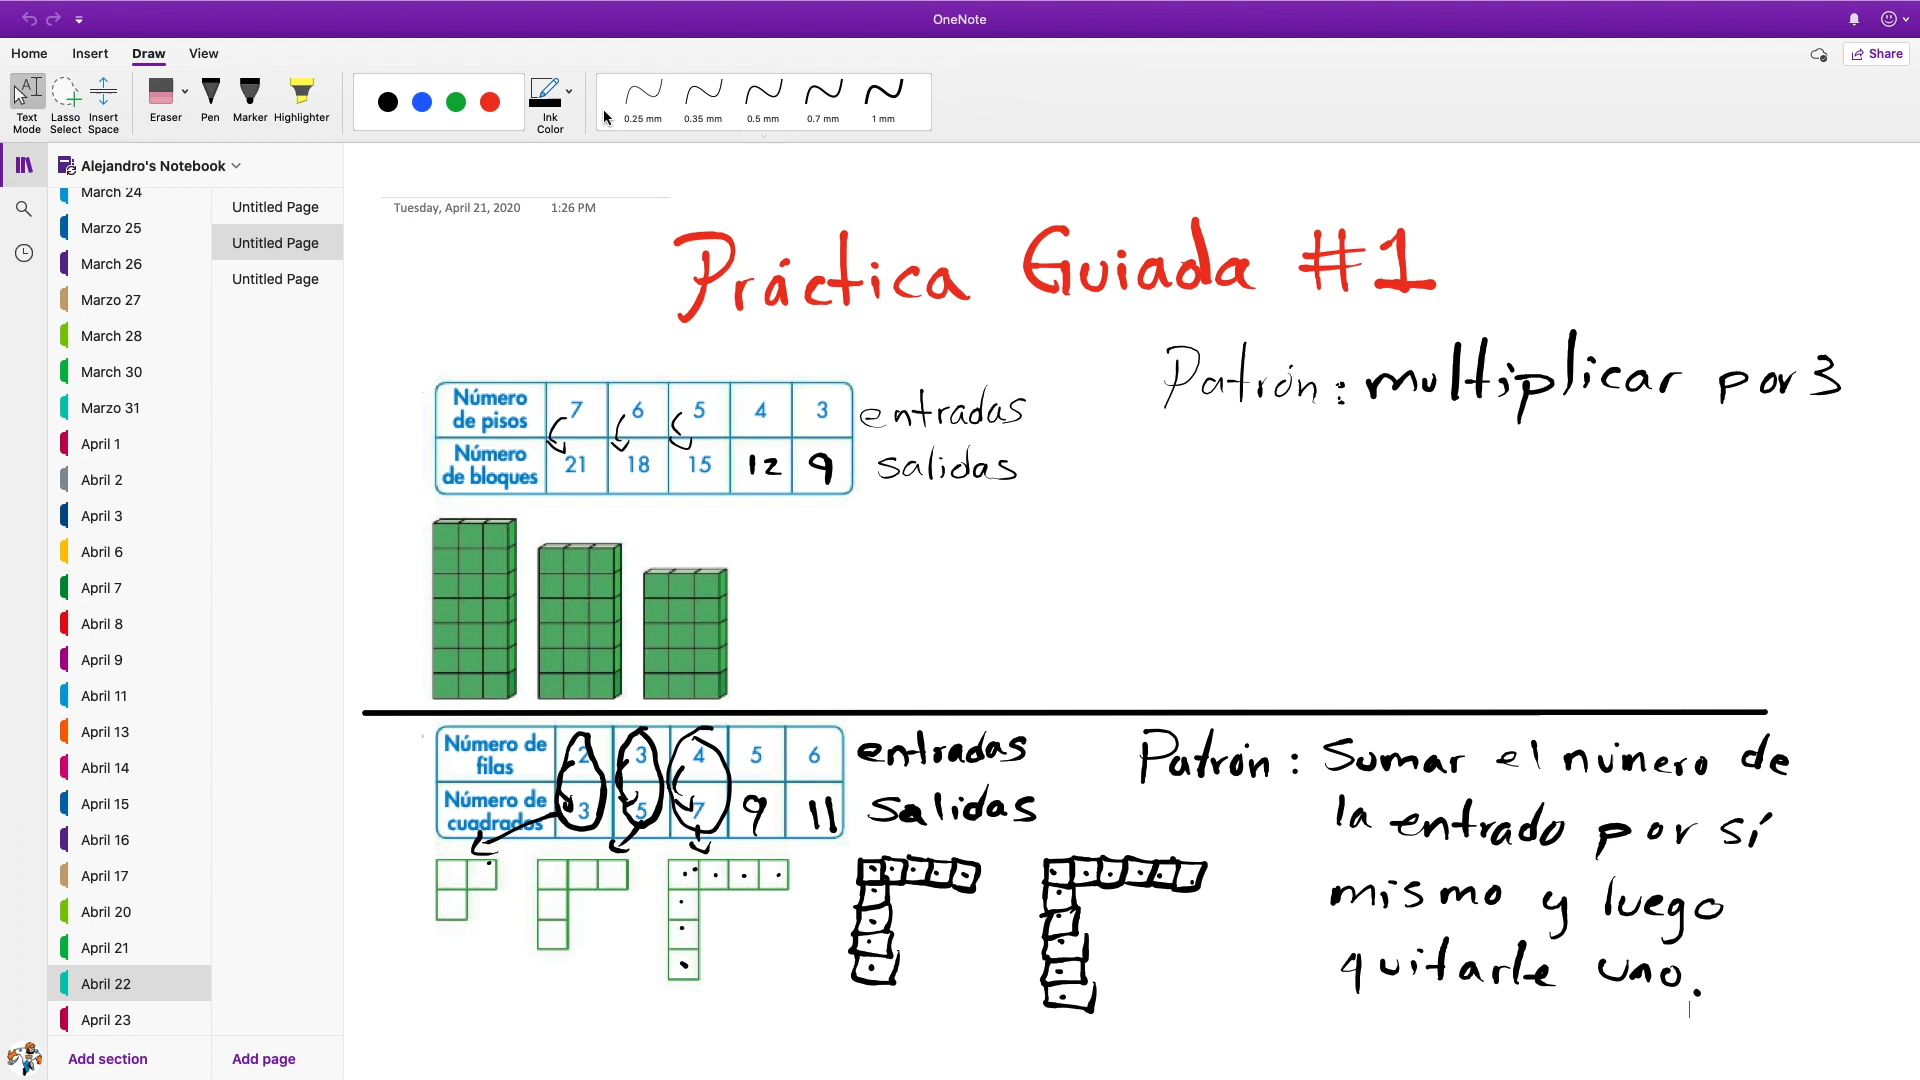 OneNote
Home Insert Draw View
Share
Text Mode
Lasso Select
Insert Space
Eraser
Pen
Marker
Highlighter
Ink Color
0.25 mm
0.35 mm
0.5 mm
0.7 mm
1 mm
Alejandro's Notebook
March 24
Marzo 25
March 26
Marzo 27
March 28
March 30
Marzo 31
April 1
Abril 2
April 3
Abril 6
April 7
Abril 8
April 9
Abril 11
April 13
Abril 14
April 15
Abril 16
April 17
Abril 20
April 21
Abril 22
April 23
Add section
Untitled Page
Untitled Page
Untitled Page
Add page
Tuesday, April 21, 2020 1:26 PM
Práctica Guiada #1
Patrón: multiplicar por 3
Número de pisos 7 6 5 4 3 entradas
Número de bloques 21 18 15 12 9 salidas
Número de filas 2 3 4 5 6 entradas
Número de cuadrados 3 5 7 9 11 salidas
Patrón: Sumar el número de
la entrado por sí
mismo y luego
quitarle uno.